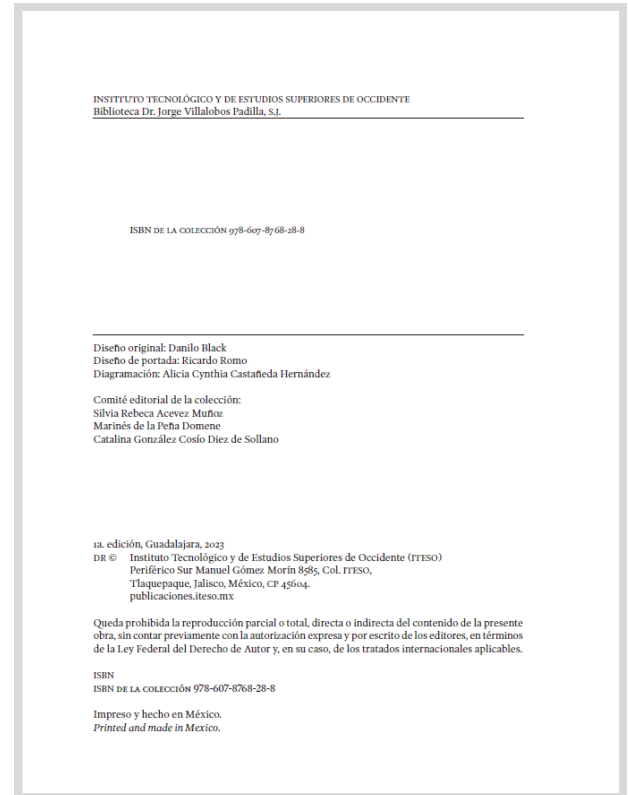 INSTITUTO TECNOLÓGICO Y DE ESTUDIOS SUPERIORES DE OCCIDENTE
Biblioteca Dr. Jorge Villalobos Padilla, S.J.
ISBN DE LA COLECCIÓN 978-607-8768-28-8
Diseño original: Danilo Black
Diseño de portada: Ricardo Romo
Diagramación: Alicia Cynthia Castañeda Hernández
Comité editorial de la colección:
Silvia Rebeca Acevez Muñoz
Marinés de la Peña Domene
Catalina González Cosío Diez de Sollano
1a. edición, Guadalajara, 2023
DR © Instituto Tecnológico y de Estudios Superiores de Occidente (ITESO)
Periférico Sur Manuel Gómez Morín 8585, Col. ITESO,
Tlaquepaque, Jalisco, México, CP 45604.
publicaciones.iteso.mx
Queda prohibida la reproducción parcial o total, directa o indirecta del contenido de la presente
obra, sin contar previamente con la autorización expresa y por escrito de los editores, en términos
de la Ley Federal del Derecho de Autor y, en su caso, de los tratados internacionales aplicables.
ISBN
ISBN DE LA COLECCIÓN 978-607-8768-28-8
Impreso y hecho en México.
Printed and made in Mexico.